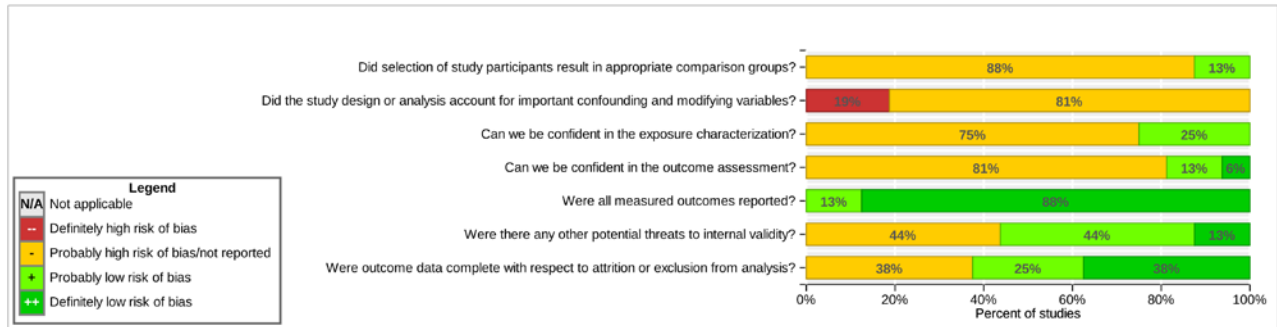 Did selection of study participants result in appropriate comparison groups? 88% 13%
Did the study design or analysis account for important confounding and modifying variables? 19% 81%
Can we be confident in the exposure characterization? 75% 25%
Can we be confident in the outcome assessment? 81% 13% 6%
Were all measured outcomes reported? 13% 88%
Were there any other potential threats to internal validity? 44% 44% 13%
Were outcome data complete with respect to attrition or exclusion from analysis? 38% 25% 38%
0% 20% 40% 60% 80% 100%
Percent of studies
Legend
N/A Not applicable
-- Definitely high risk of bias
- Probably high risk of bias/not reported
+ Probably low risk of bias
++ Definitely low risk of bias